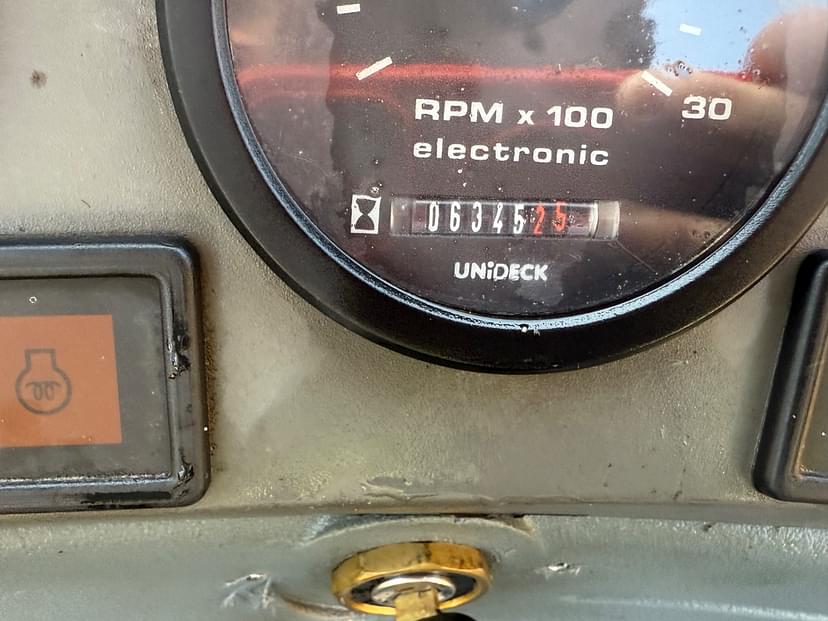 RPM x 100
30
electronic
0634525
UNiDECK